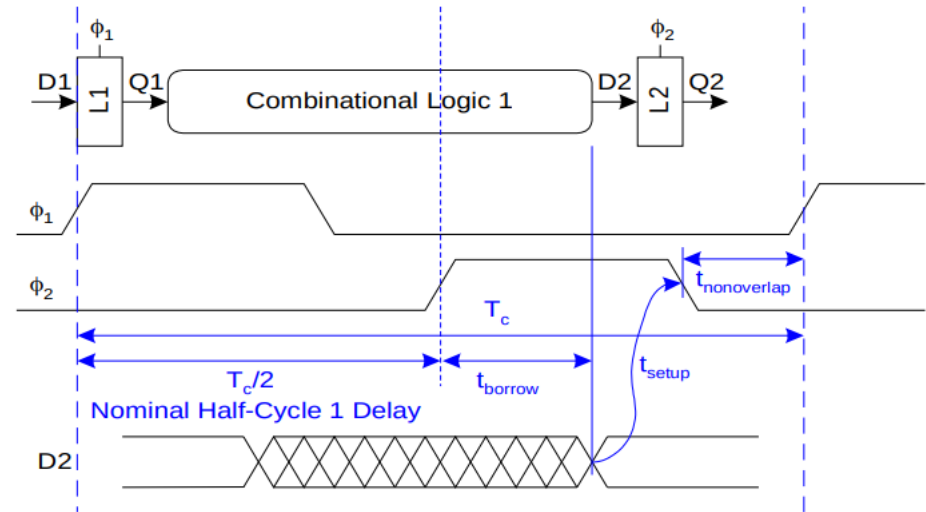 ϕ1 ϕ2
D1 L1 Q1 Combinational Logic 1 D2 L2 Q2
ϕ1
ϕ2 tnonoverlap
Tc
Tc/2 tborrow tsetup
Nominal Half-Cycle 1 Delay
D2